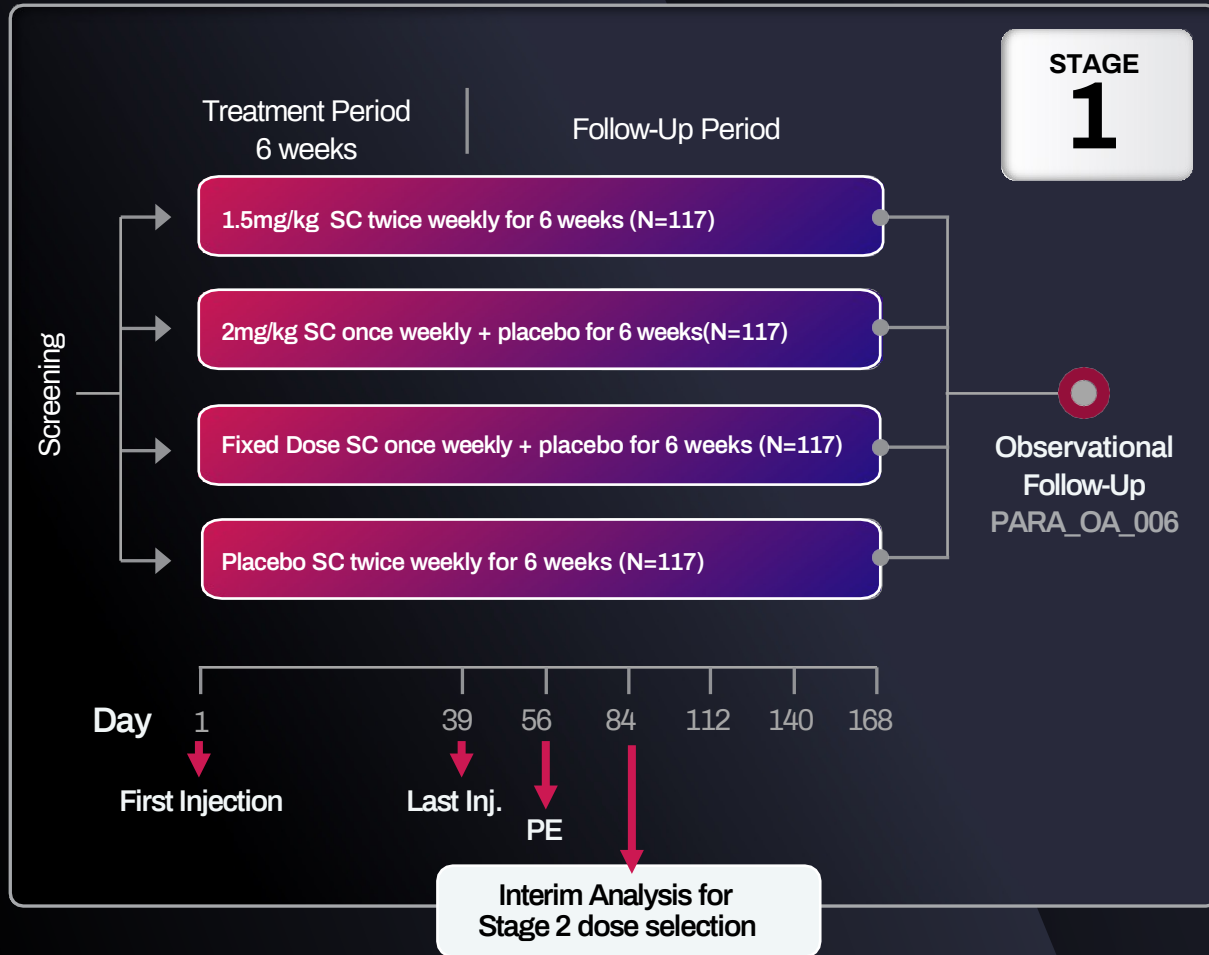 STAGE
1
Treatment Period
6 weeks
Follow-Up Period
1.5mg/kg SC twice weekly for 6 weeks (N=117)
2mg/kg SC once weekly + placebo for 6 weeks(N=117)
Fixed Dose SC once weekly + placebo for 6 weeks (N=117)
Placebo SC twice weekly for 6 weeks (N=117)
Screening
Observational
Follow-Up
PARA_OA_006
Day 1 39 56 84 112 140 168
First Injection
Last Inj.
PE
Interim Analysis for
Stage 2 dose selection